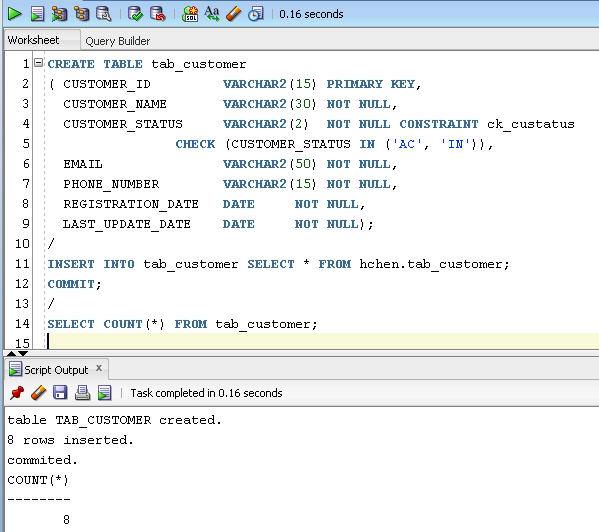 0.16 seconds
Worksheet Query Builder
1 CREATE TABLE tab_customer
2 ( CUSTOMER_ID VARCHAR2(15) PRIMARY KEY,
3 CUSTOMER_NAME VARCHAR2(30) NOT NULL,
4 CUSTOMER_STATUS VARCHAR2(2) NOT NULL CONSTRAINT ck_custatus
5 CHECK (CUSTOMER_STATUS IN ('AC', 'IN')),
6 EMAIL VARCHAR2(50) NOT NULL,
7 PHONE_NUMBER VARCHAR2(15) NOT NULL,
8 REGISTRATION_DATE DATE NOT NULL,
9 LAST_UPDATE_DATE DATE NOT NULL);
10 /
11 INSERT INTO tab_customer SELECT * FROM hchen.tab_customer;
12 COMMIT;
13 /
14 SELECT COUNT(*) FROM tab_customer;
15
Script Output x
Task completed in 0.16 seconds
table TAB_CUSTOMER created.
8 rows inserted.
commited.
COUNT(*)
--------
8